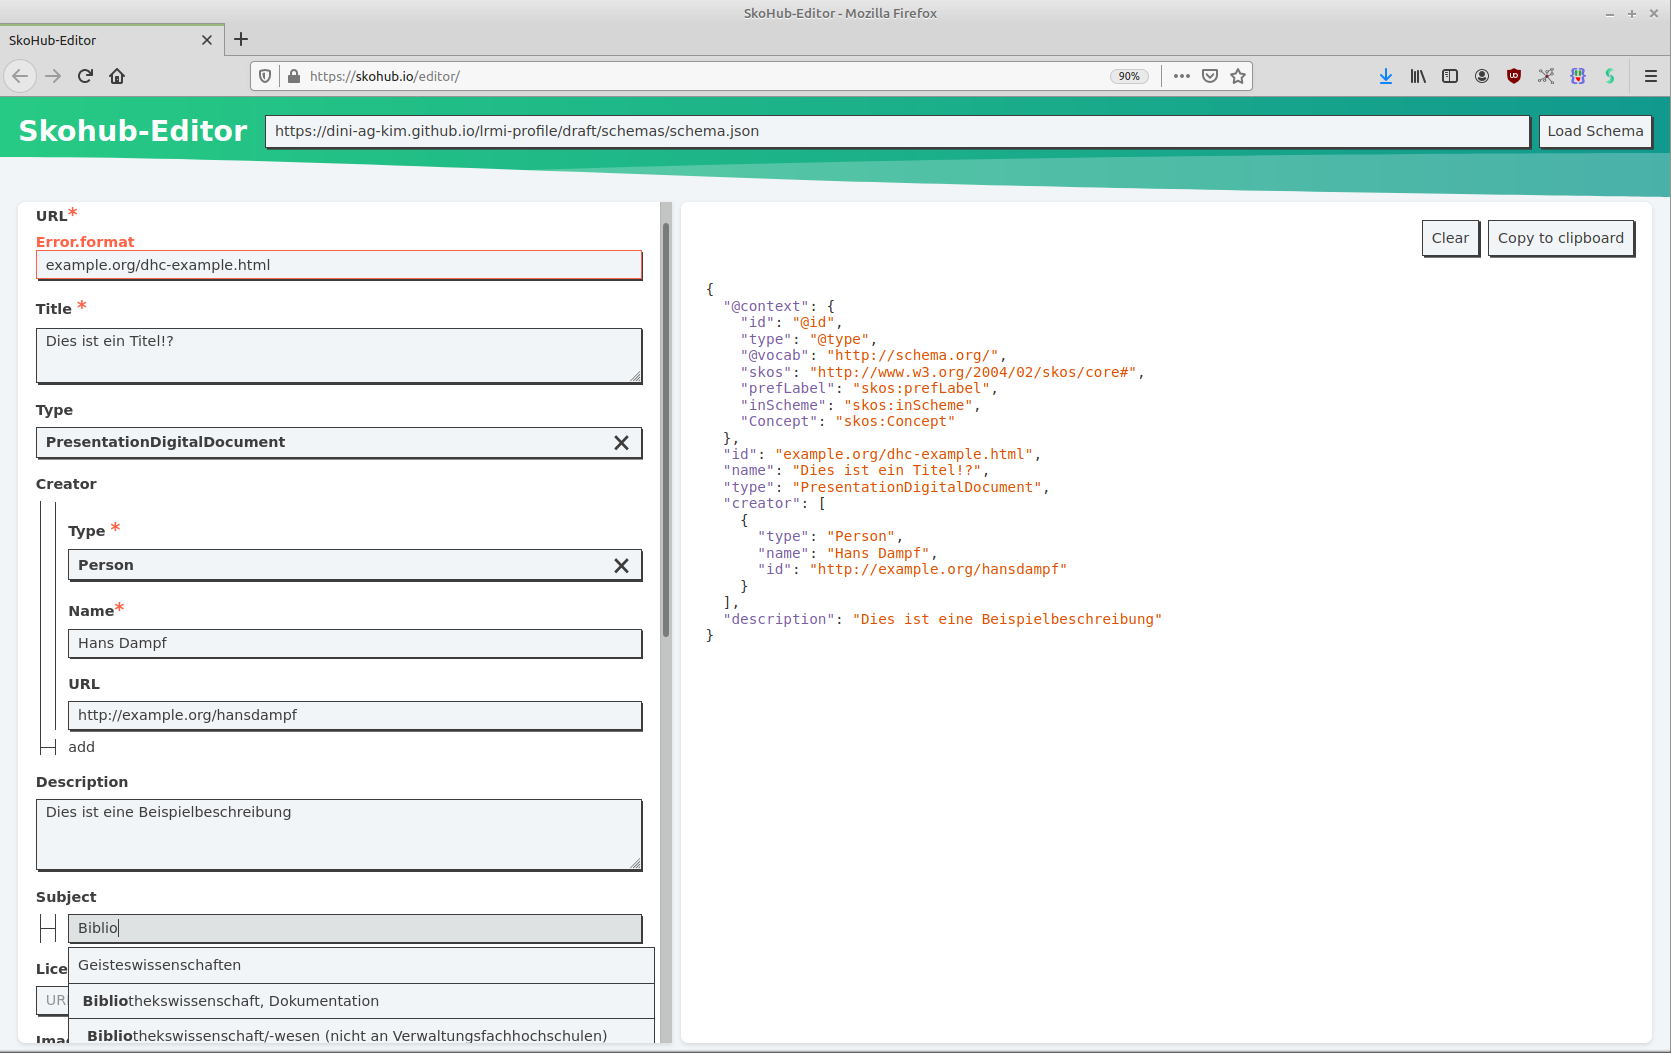 SkoHub-Editor - Mozilla Firefox
SkoHub-Editor
https://skohub.io/editor/
90%
Skohub-Editor
https://dini-ag-kim.github.io/lrmi-profile/draft/schemas/schema.json
Load Schema
URL*
Error.format
example.org/dhc-example.html
Title *
Dies ist ein Titel!?
Type
PresentationDigitalDocument
Creator
Type *
Person
Name*
Hans Dampf
URL
http://example.org/hansdampf
add
Description
Dies ist eine Beispielbeschreibung
Subject
Biblio
Geisteswissenschaften
Bibliothekswissenschaft, Dokumentation
Bibliothekswissenschaft/-wesen (nicht an Verwaltungsfachhochschulen)
Lice
UR
Ima
Clear
Copy to clipboard
{
"@context": {
"id": "@id",
"type": "@type",
"@vocab": "http://schema.org/",
"skos": "http://www.w3.org/2004/02/skos/core#",
"prefLabel": "skos:prefLabel",
"inScheme": "skos:inScheme",
"Concept": "skos:Concept"
},
"id": "example.org/dhc-example.html",
"name": "Dies ist ein Titel!?",
"type": "PresentationDigitalDocument",
"creator": [
{
"type": "Person",
"name": "Hans Dampf",
"id": "http://example.org/hansdampf"
}
],
"description": "Dies ist eine Beispielbeschreibung"
}